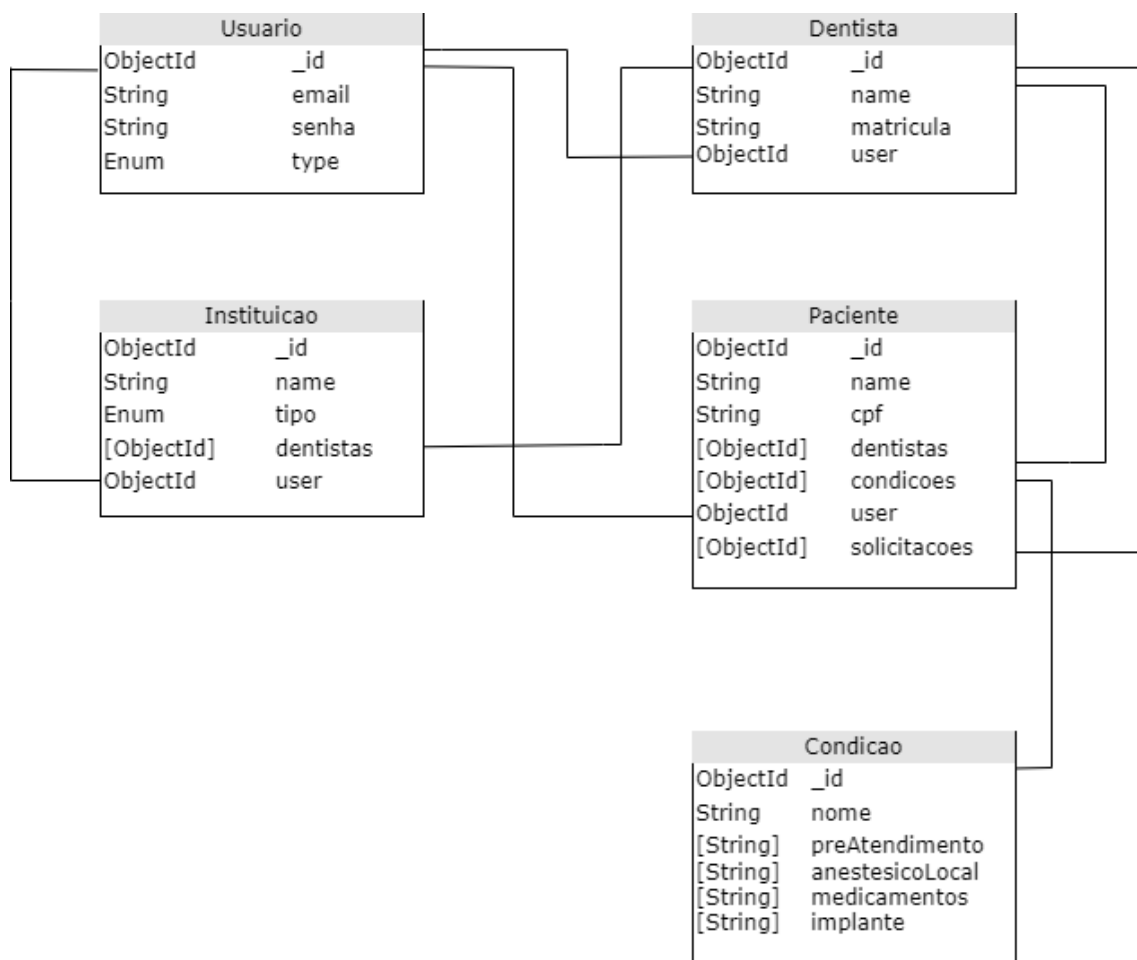 Usuario
ObjectId _id
String email
String senha
Enum type
Dentista
ObjectId _id
String name
String matricula
ObjectId user
Instituicao
ObjectId _id
String name
Enum tipo
[ObjectId] dentistas
ObjectId user
Paciente
ObjectId _id
String name
String cpf
[ObjectId] dentistas
[ObjectId] condicoes
ObjectId user
[ObjectId] solicitacoes
Condicao
ObjectId _id
String nome
[String] preAtendimento
[String] anestesicoLocal
[String] medicamentos
[String] implante